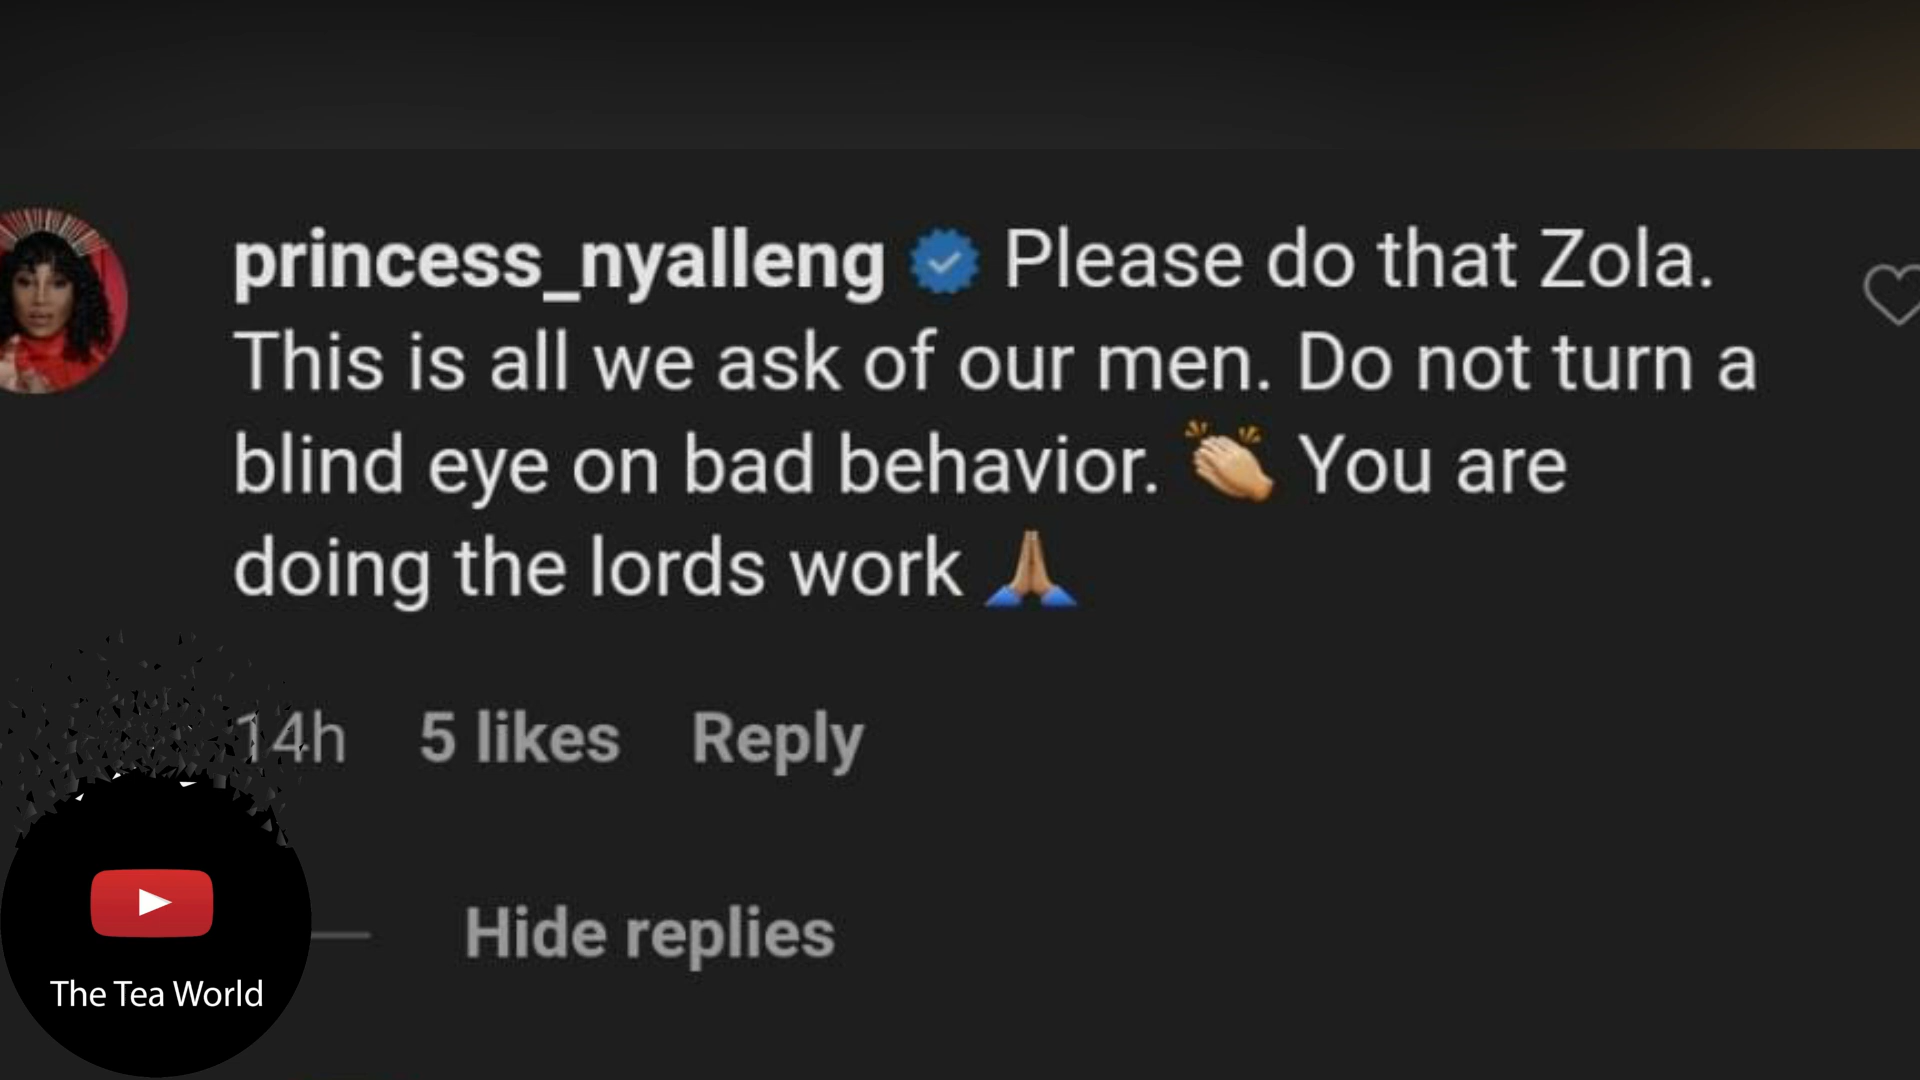 princess_nyalleng Please do that Zola.
This is all we ask of our men. Do not turn a
blind eye on bad behavior. 👏🏼 You are
doing the lords work 🙏🏽
14h 5 likes Reply
Hide replies
The Tea World